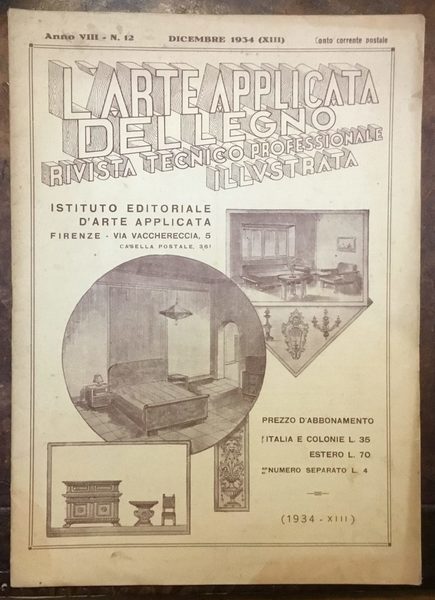 Anno VIII - N. 12 DICEMBRE 1934 (XIII) Conto corrente postale
L'ARTE APPLICATA
DEL LEGNO
RIVISTA TECNICO PROFESSIONALE
ILLVSTRATA
ISTITUTO EDITORIALE
D'ARTE APPLICATA
FIRENZE - VIA VACCHERECCIA, 5
CASELLA POSTALE, 361
PREZZO D'ABBONAMENTO
ITALIA E COLONIE L. 35
ESTERO L. 70
NUMERO SEPARATO L. 4
(1934 - XIII)